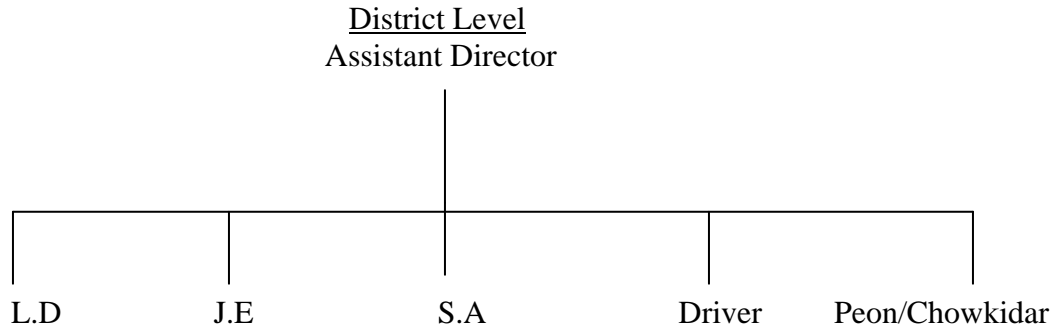 District Level
Assistant Director
L.D J.E S.A Driver Peon/Chowkidar